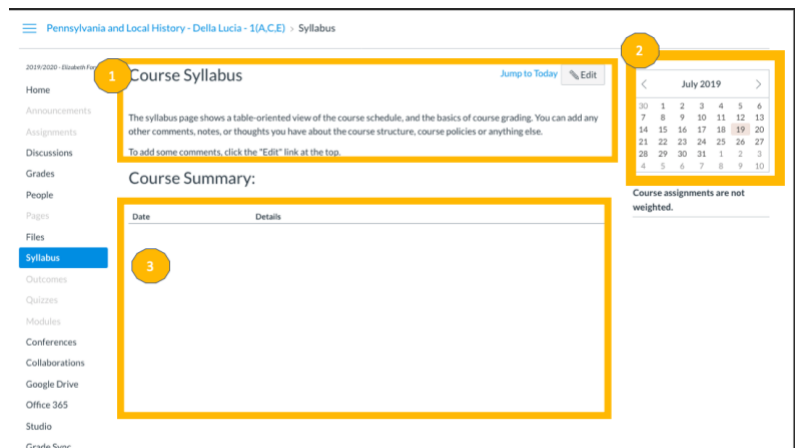 Pennsylvania and Local History - Della Lucia - 1(A,C,E) > Syllabus
2019/2020 - Elizabeth
Home
Announcements
Assignments
Discussions
Grades
People
Pages
Files
Syllabus
Outcomes
Quizzes
Modules
Conferences
Collaborations
Google Drive
Office 365
Studio
Grade Sync
1
Course Syllabus
Jump to Today
Edit
The syllabus page shows a table-oriented view of the course schedule, and the basics of course grading. You can add any
other comments, notes, or thoughts you have about the course structure, course policies or anything else.
To add some comments, click the "Edit" link at the top.
Course Summary:
Date Details
3
2
< July 2019 >
30 1 2 3 4 5 6
7 8 9 10 11 12 13
14 15 16 17 18 19 20
21 22 23 24 25 26 27
28 29 30 31 1 2 3
4 5 6 7 8 9 10
Course assignments are not
weighted.